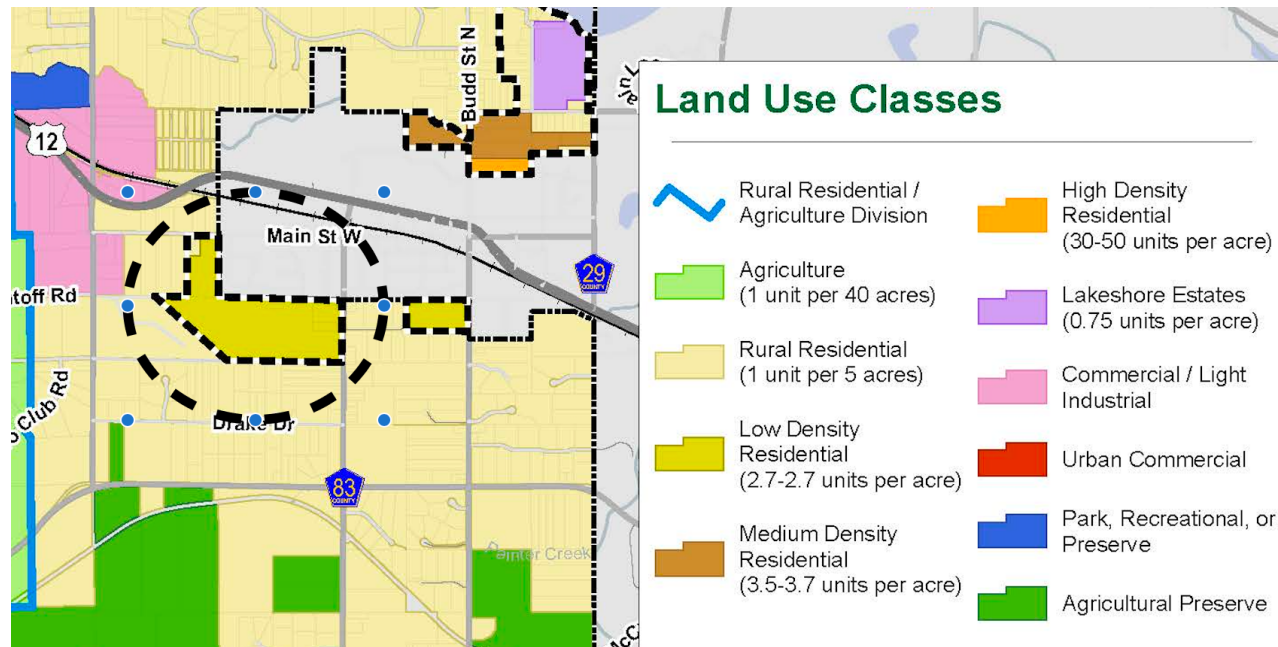 Budd St N
12
Main St W
29
COUNTY
Club Rd
Drake Dr
83
COUNTY
Painter Creek
Land Use Classes
Rural Residential /
Agriculture Division
Agriculture
(1 unit per 40 acres)
Rural Residential
(1 unit per 5 acres)
Low Density
Residential
(2.7-2.7 units per acre)
Medium Density
Residential
(3.5-3.7 units per acre)
High Density
Residential
(30-50 units per acre)
Lakeshore Estates
(0.75 units per acre)
Commercial / Light
Industrial
Urban Commercial
Park, Recreational, or
Preserve
Agricultural Preserve